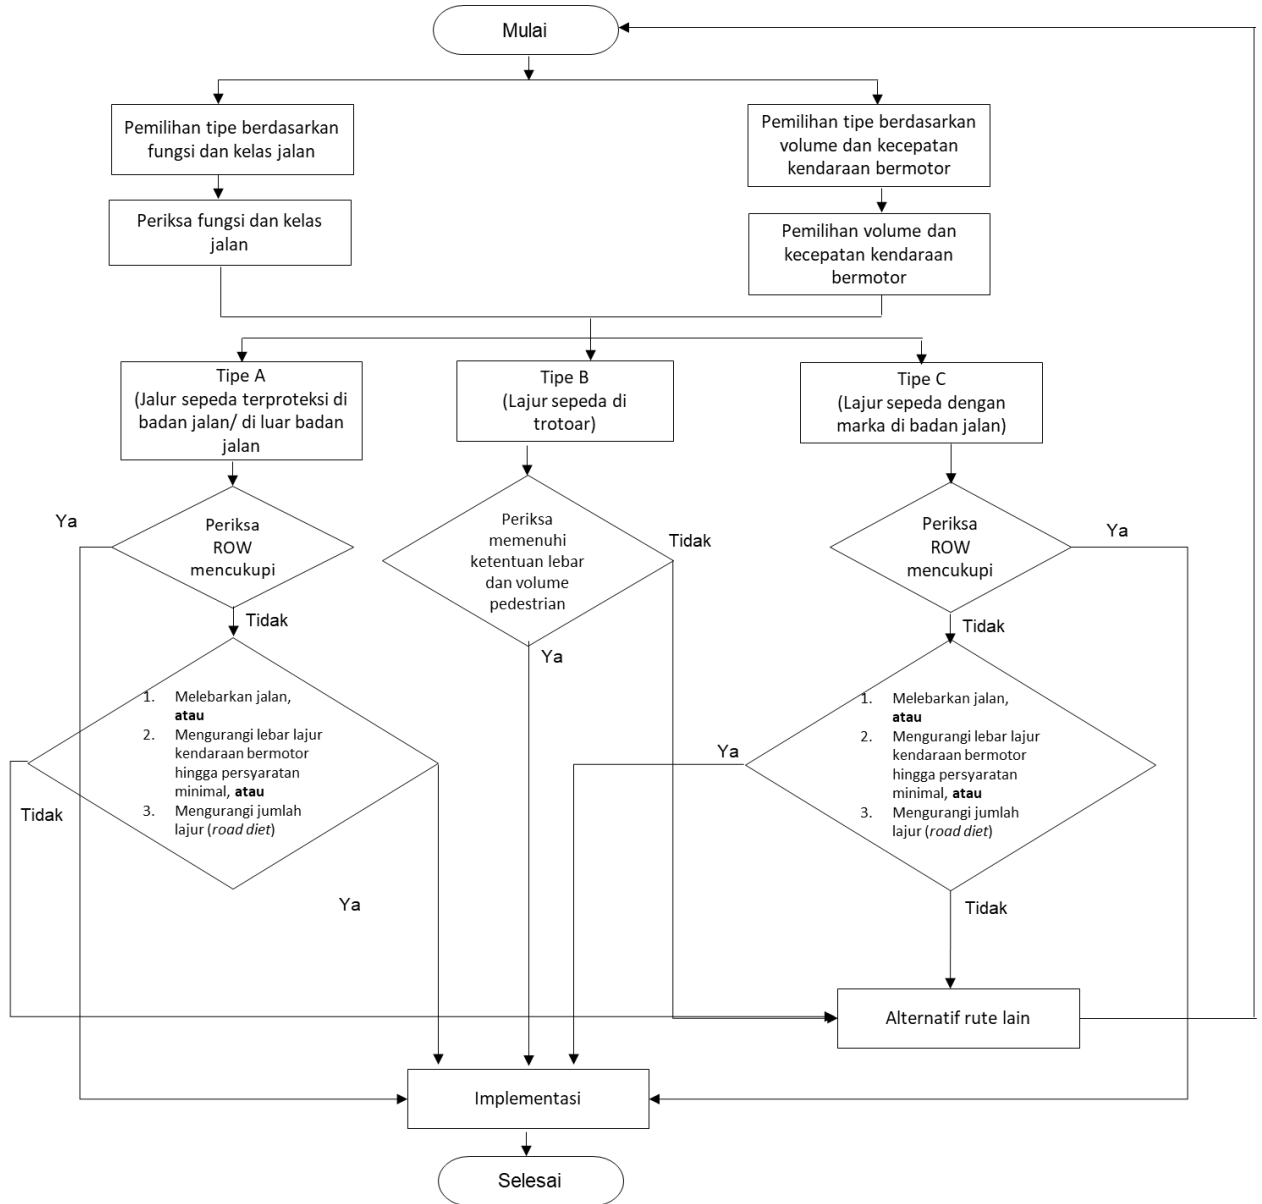 Mulai
Pemilihan tipe berdasarkan
fungsi dan kelas jalan
Pemilihan tipe berdasarkan
volume dan kecepatan
kendaraan bermotor
Periksa fungsi dan kelas
jalan
Pemilihan volume dan
kecepatan kendaraan
bermotor
Tipe A
(Jalur sepeda terproteksi di
badan jalan/ di luar badan
jalan
Tipe B
(Lajur sepeda di
trotoar)
Tipe C
(Lajur sepeda dengan
marka di badan jalan)
Ya
Periksa
ROW
mencukupi
Tidak
Periksa
memenuhi
ketentuan lebar
dan volume
pedestrian
Tidak
Ya
Periksa
ROW
mencukupi
Ya
Tidak
1. Melebarkan jalan,
atau
2. Mengurangi lebar lajur
kendaraan bermotor
hingga persyaratan
minimal, atau
3. Mengurangi jumlah
lajur (road diet)
Tidak
Ya
Ya
1. Melebarkan jalan,
atau
2. Mengurangi lebar lajur
kendaraan bermotor
hingga persyaratan
minimal, atau
3. Mengurangi jumlah
lajur (road diet)
Tidak
Alternatif rute lain
Implementasi
Selesai